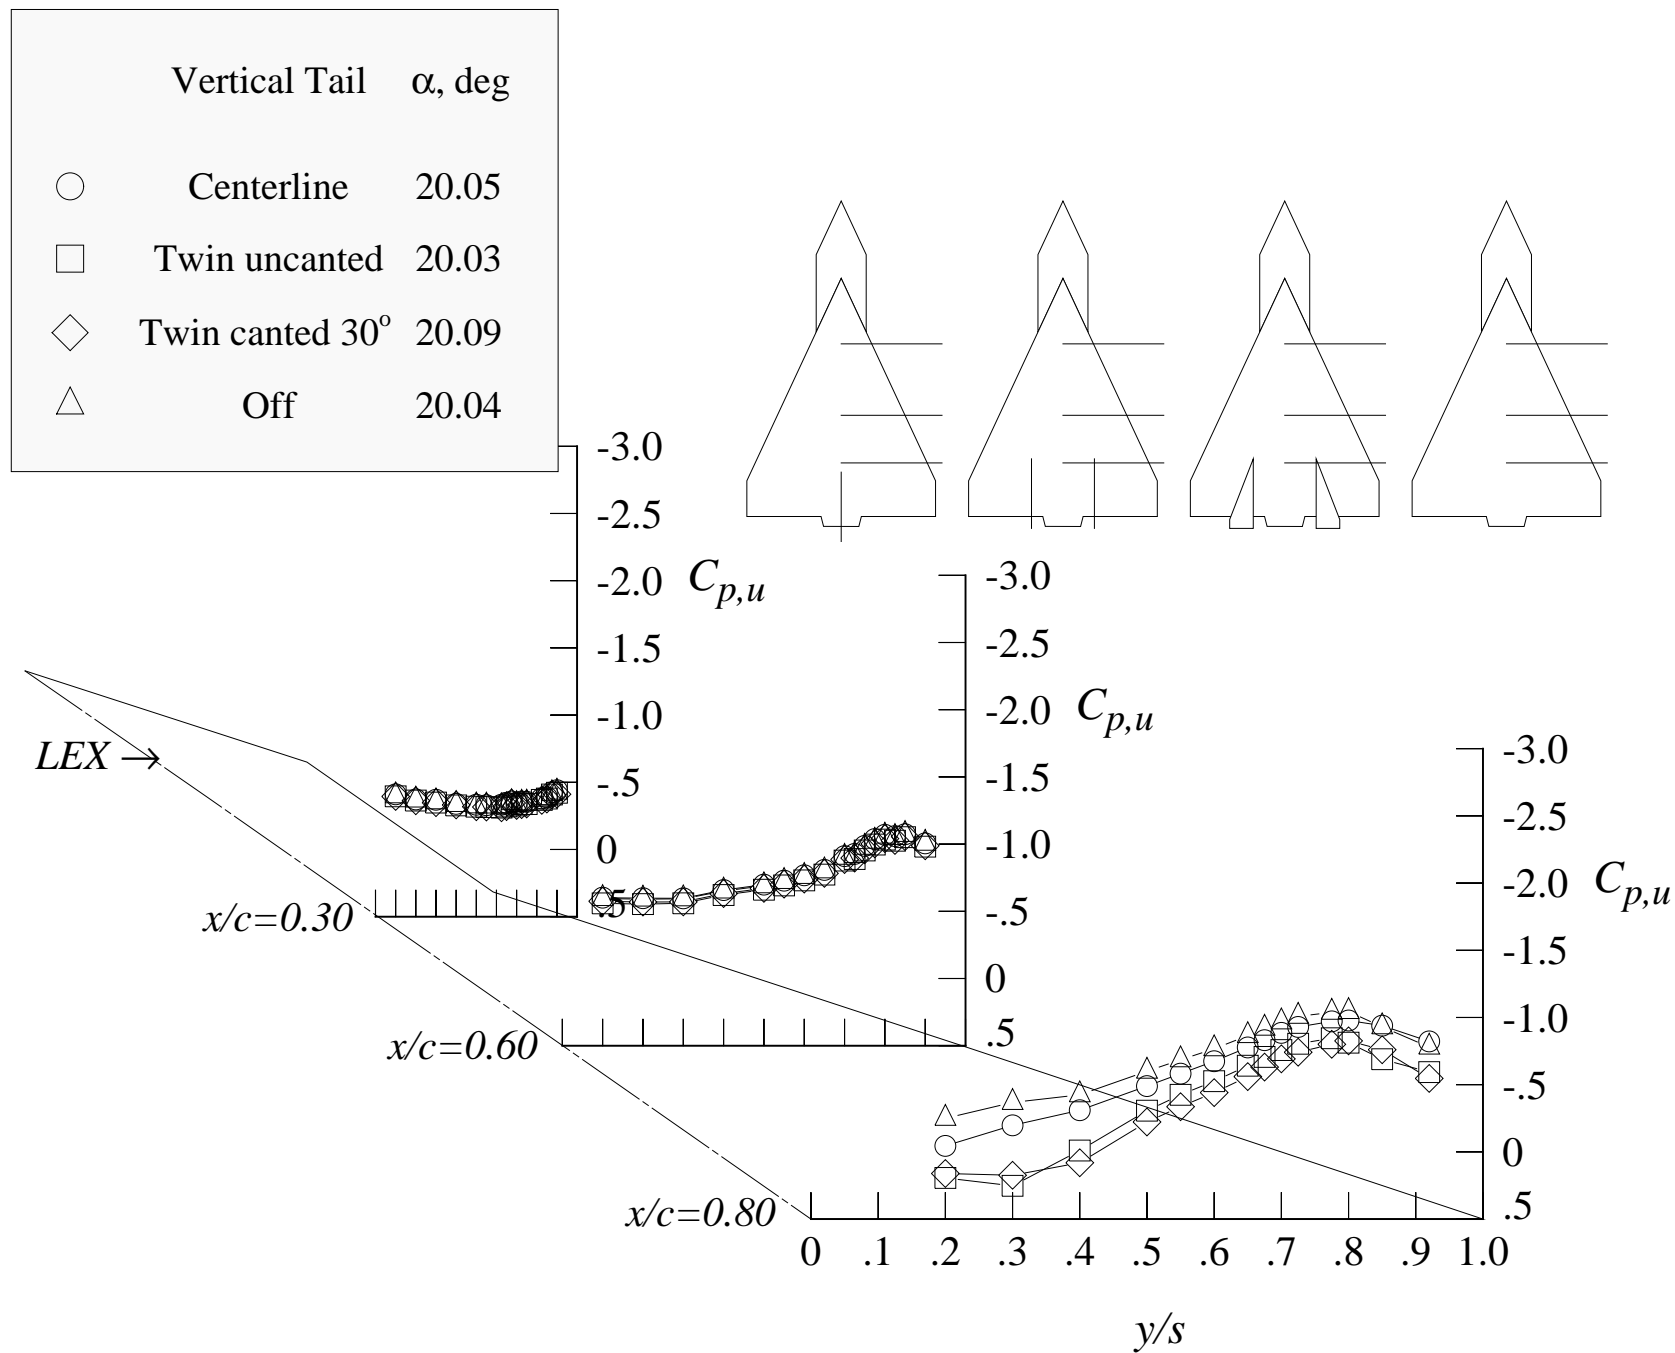 Vertical Tail α, deg
Centerline 20.05
Twin uncanted 20.03
Twin canted 30° 20.09
Off 20.04
-3.0
-2.5
-2.0 Cp,u
-1.5
-1.0
-.5
0
.5
x/c=0.30
LEX
-3.0
-2.5
-2.0 Cp,u
-1.5
-1.0
-.5
0
.5
x/c=0.60
-3.0
-2.5
-2.0 Cp,u
-1.5
-1.0
-.5
0
.5
x/c=0.80
0 .1 .2 .3 .4 .5 .6 .7 .8 .9 1.0
y/s